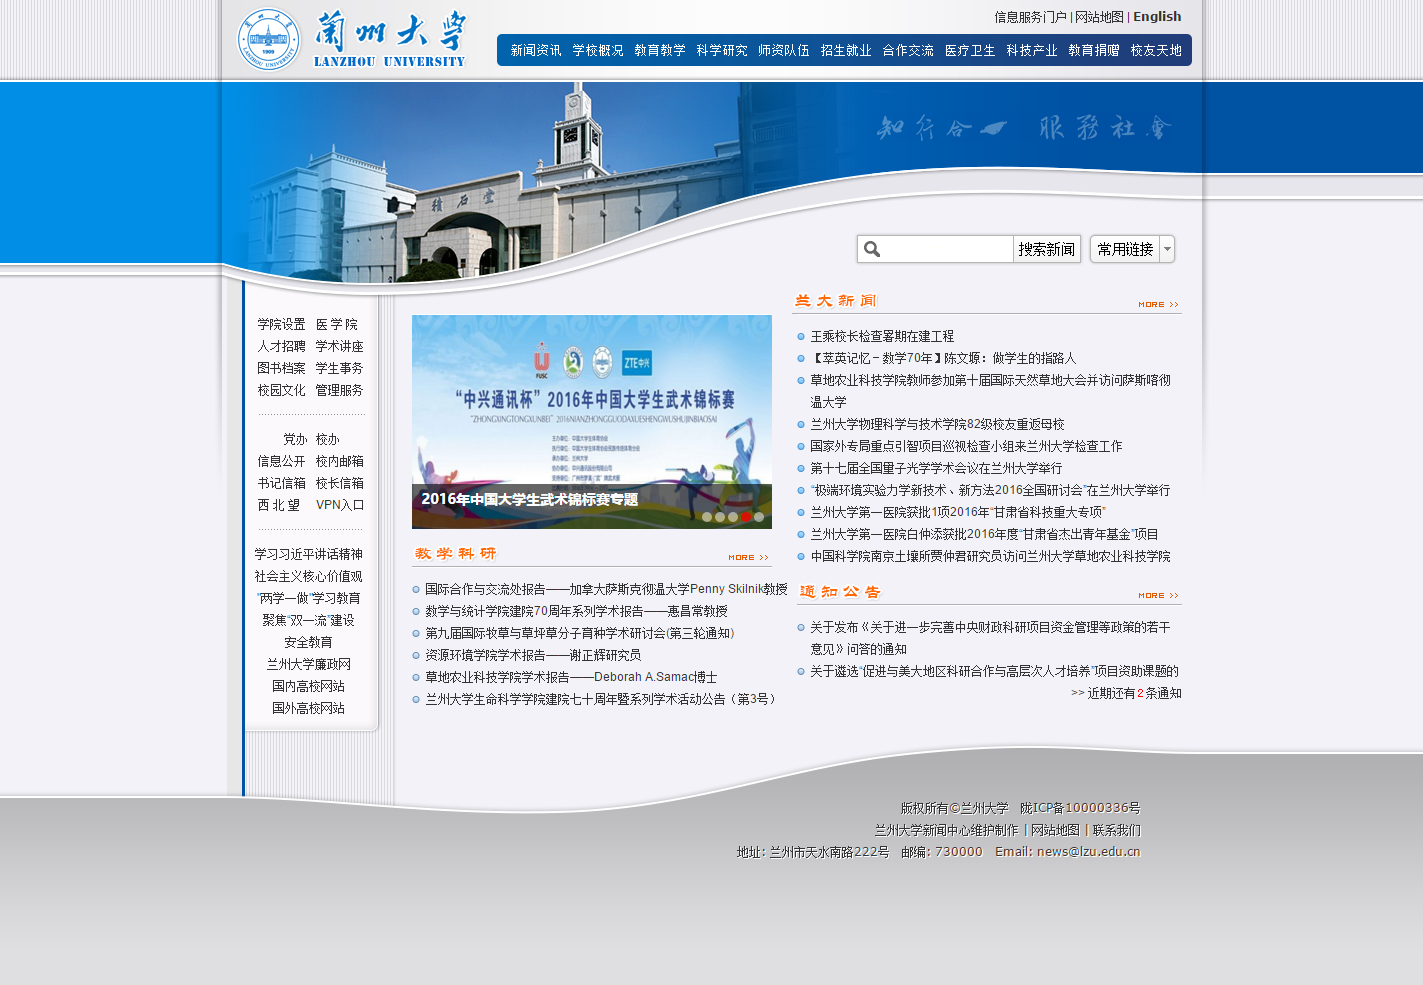 信息服务门户 | 网站地图 | English
蘭州大学
LANZHOU UNIVERSITY
1909
新闻资讯 学校概况 教育教学 科学研究 师资队伍 招生就业 合作交流 医疗卫生 科技产业 教育捐赠 校友天地
知行合一 服務社會
積石堂
搜索新闻 常用链接
学院设置 医 学 院
人才招聘 学术讲座
图书档案 学生事务
校园文化 管理服务
党办 校办
信息公开 校内邮箱
书记信箱 校长信箱
西 北 望 VPN入口
学习习近平讲话精神
社会主义核心价值观
"两学一做"学习教育
聚焦“双一流”建设
安全教育
兰州大学廉政网
国内高校网站
国外高校网站
FUSC ZTE中兴
“中兴通讯杯”2016年中国大学生武术锦标赛
"ZHONGXINGTONGXUNBEI" 2016NIANZHONGGUODAXUESHENGWUSHUJINBIAOSAI
2016年中国大学生武术锦标赛专题
教学科研
MORE >>
国际合作与交流处报告——加拿大萨斯克彻温大学Penny Skilnik教授
数学与统计学院建院70周年系列学术报告——惠昌常教授
第九届国际牧草与草坪草分子育种学术研讨会(第三轮通知)
资源环境学院学术报告——谢正辉研究员
草地农业科技学院学术报告——Deborah A.Samac博士
兰州大学生命科学学院建院七十周年暨系列学术活动公告（第3号）
兰大新闻
MORE >>
王乘校长检查暑期在建工程
【萃英记忆－数学70年】陈文塬：做学生的指路人
草地农业科技学院教师参加第十届国际天然草地大会并访问萨斯喀彻
温大学
兰州大学物理科学与技术学院82级校友重返母校
国家外专局重点引智项目巡视检查小组来兰州大学检查工作
第十七届全国量子光学学术会议在兰州大学举行
“极端环境实验力学新技术、新方法2016全国研讨会”在兰州大学举行
兰州大学第一医院获批1项2016年“甘肃省科技重大专项”
兰州大学第一医院白仲添获批2016年度“甘肃省杰出青年基金”项目
中国科学院南京土壤所贾仲君研究员访问兰州大学草地农业科技学院
通知公告
MORE >>
关于发布《关于进一步完善中央财政科研项目资金管理等政策的若干
意见》问答的通知
关于遴选“促进与美大地区科研合作与高层次人才培养”项目资助课题的
>> 近期还有2条通知
版权所有©兰州大学 陇ICP备10000336号
兰州大学新闻中心维护制作 | 网站地图 | 联系我们
地址: 兰州市天水南路222号 邮编: 730000 Email: news@lzu.edu.cn